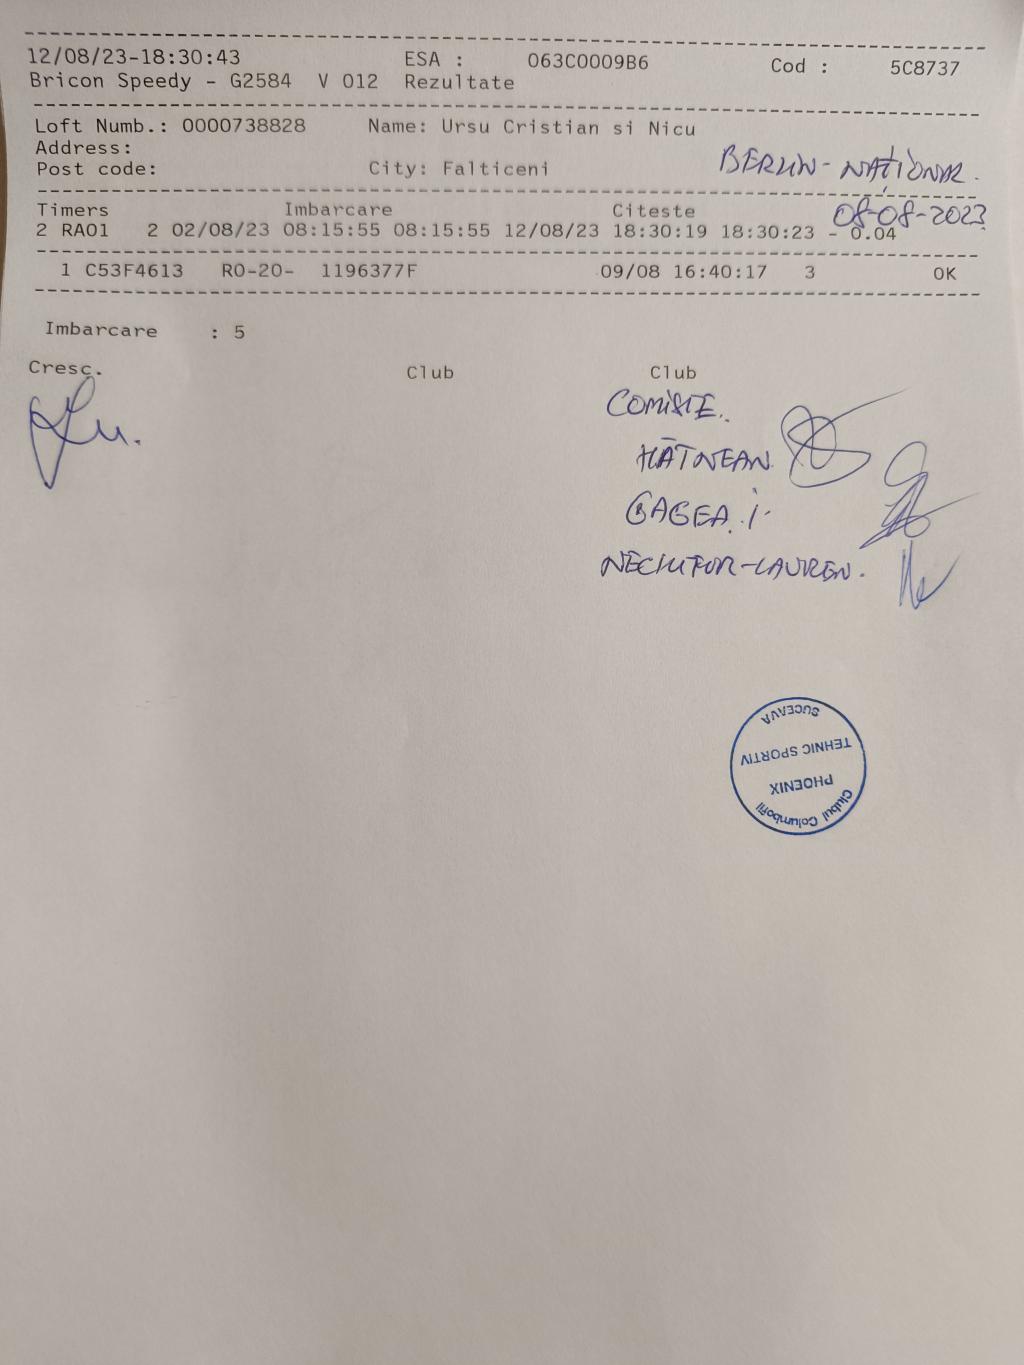 12/08/23-18:30:43 ESA : 063C0009B6 Cod : 5C8737
Bricon Speedy - G2584 V 012 Rezultate
Loft Numb.: 0000738828 Name: Ursu Cristian si Nicu
Address:
Post code: City: Falticeni
BERLIN - NAȚIONAL.
08-08-2023
Timers Imbarcare Citeste
2 RA01 2 02/08/23 08:15:55 08:15:55 12/08/23 18:30:19 18:30:23 - 0.04
1 C53F4613 RO-20- 1196377F 09/08 16:40:17 3 OK
Imbarcare : 5
Cresc. Club Club
COMISIE.
HĂTNEAN
GAGEA I.
NECHIFOR-LAUREN.
Clubul Columbofil
PHOENIX
TEHNIC SPORTIV
SUCEAVA